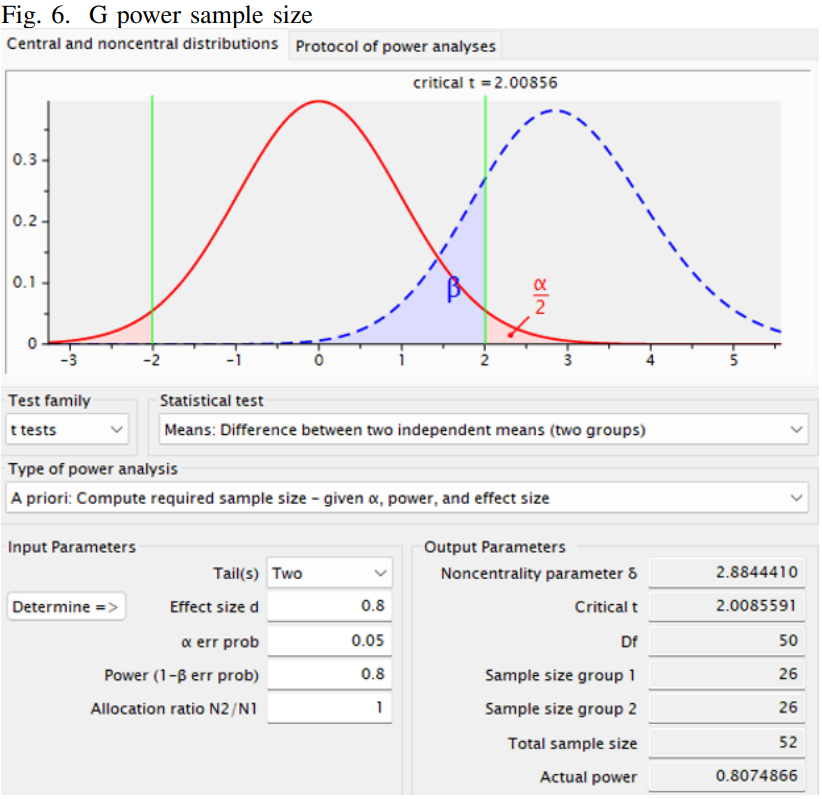 Fig. 6. G power sample size
Central and noncentral distributions Protocol of power analyses
critical t = 2.00856
0.3
0.2
0.1
0
β
α
2
-3 -2 -1 0 1 2 3 4 5
Test family Statistical test
t tests Means: Difference between two independent means (two groups)
Type of power analysis
A priori: Compute required sample size - given α, power, and effect size
Input Parameters Output Parameters
Tail(s) Two Noncentrality parameter δ 2.8844410
Determine => Effect size d 0.8 Critical t 2.0085591
α err prob 0.05 Df 50
Power (1-β err prob) 0.8 Sample size group 1 26
Allocation ratio N2/N1 1 Sample size group 2 26
Total sample size 52
Actual power 0.8074866